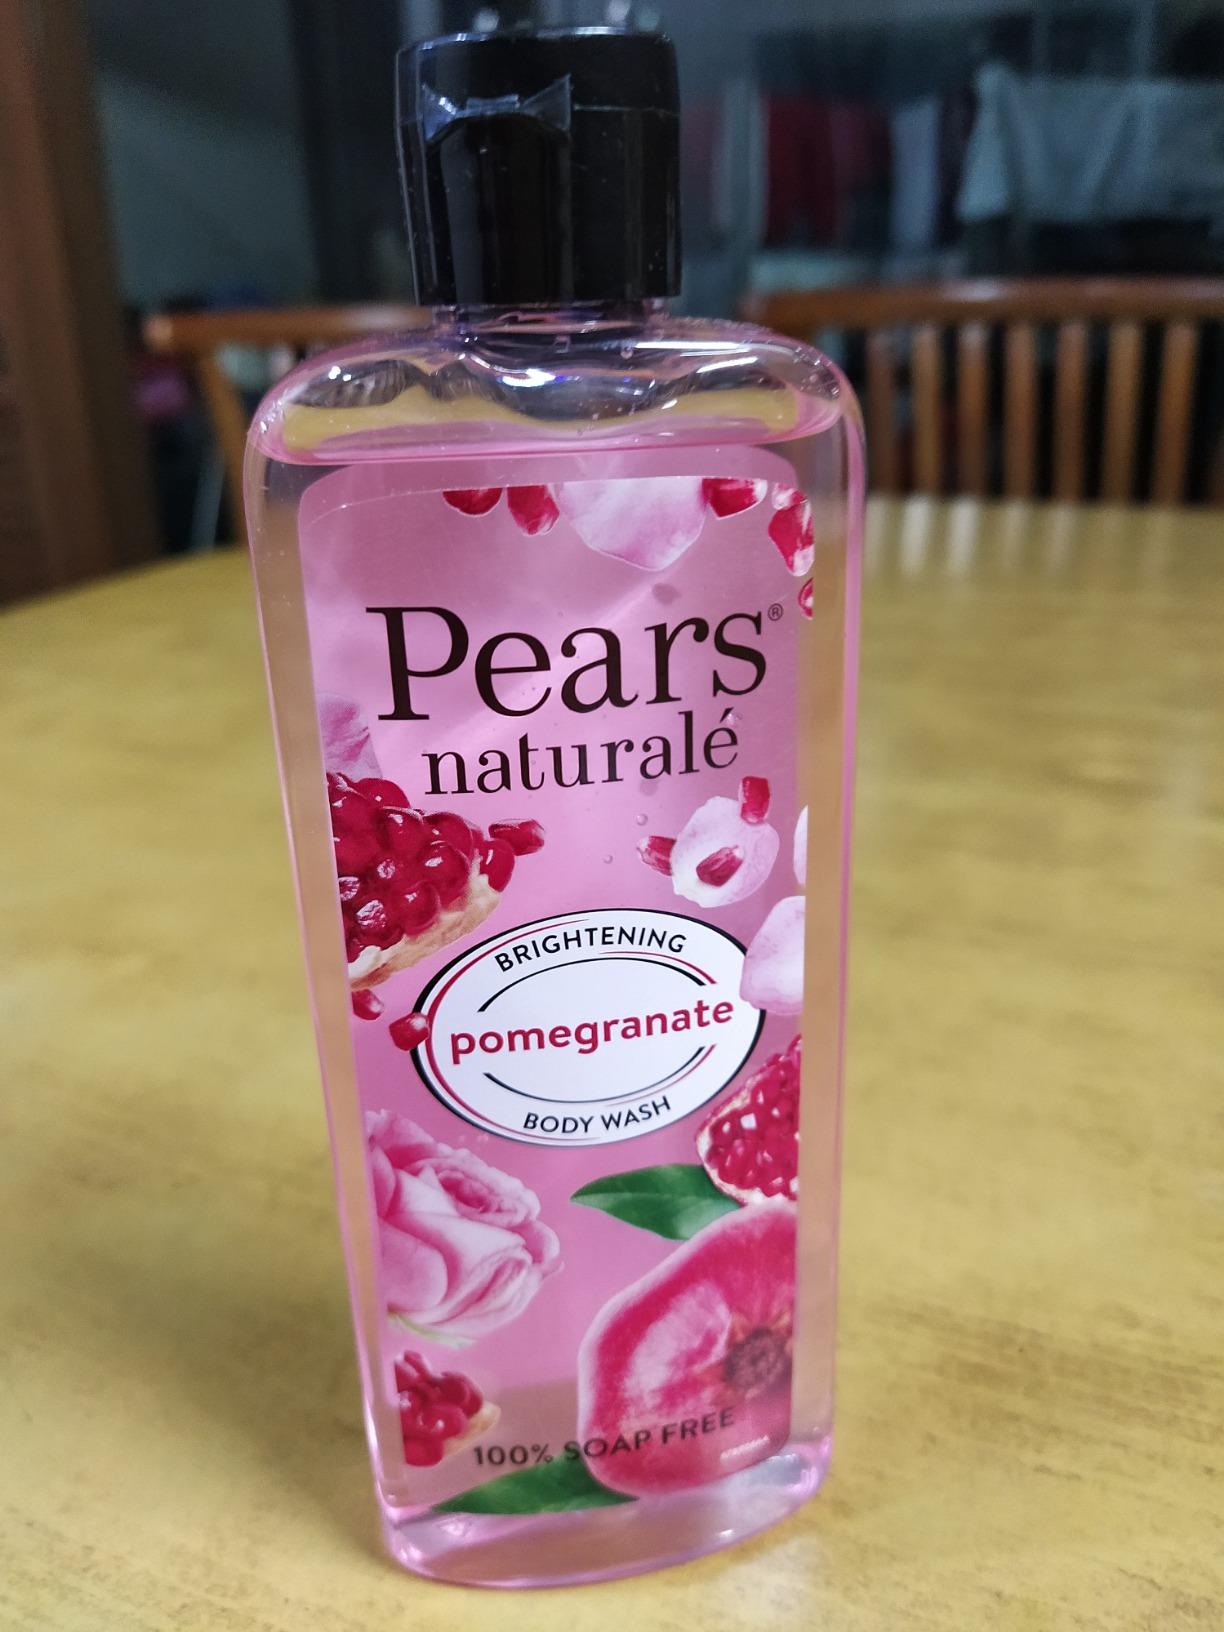 Pears®
naturalé
BRIGHTENING
pomegranate
BODY WASH
100% SOAP FREE